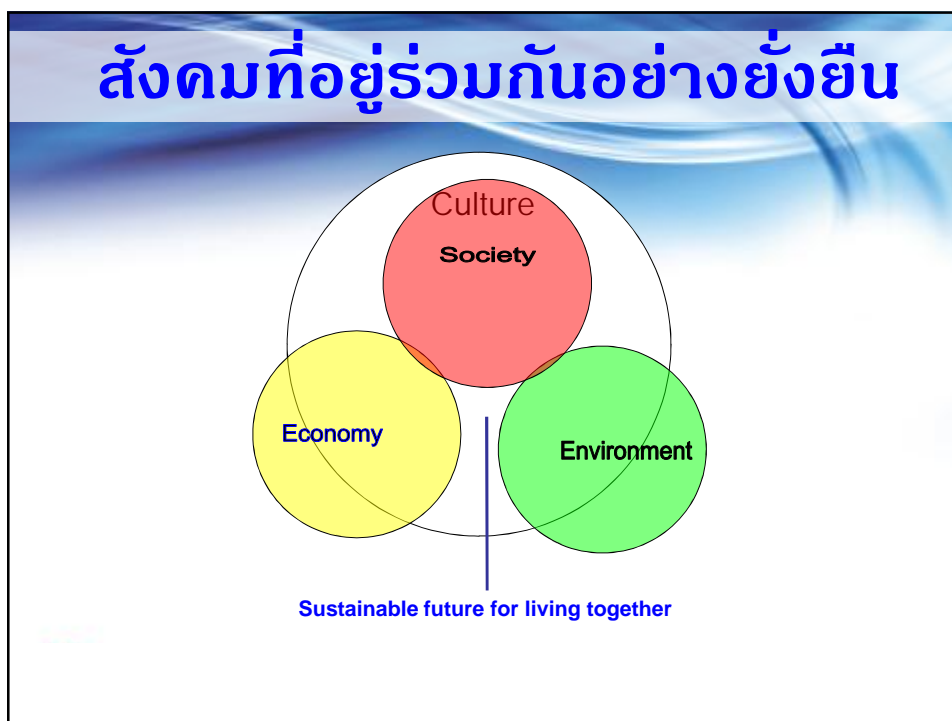 สังคมที่อยู่ร่วมกันอย่างยั่งยืน
Culture
Society
Economy
Environment
Sustainable future for living together